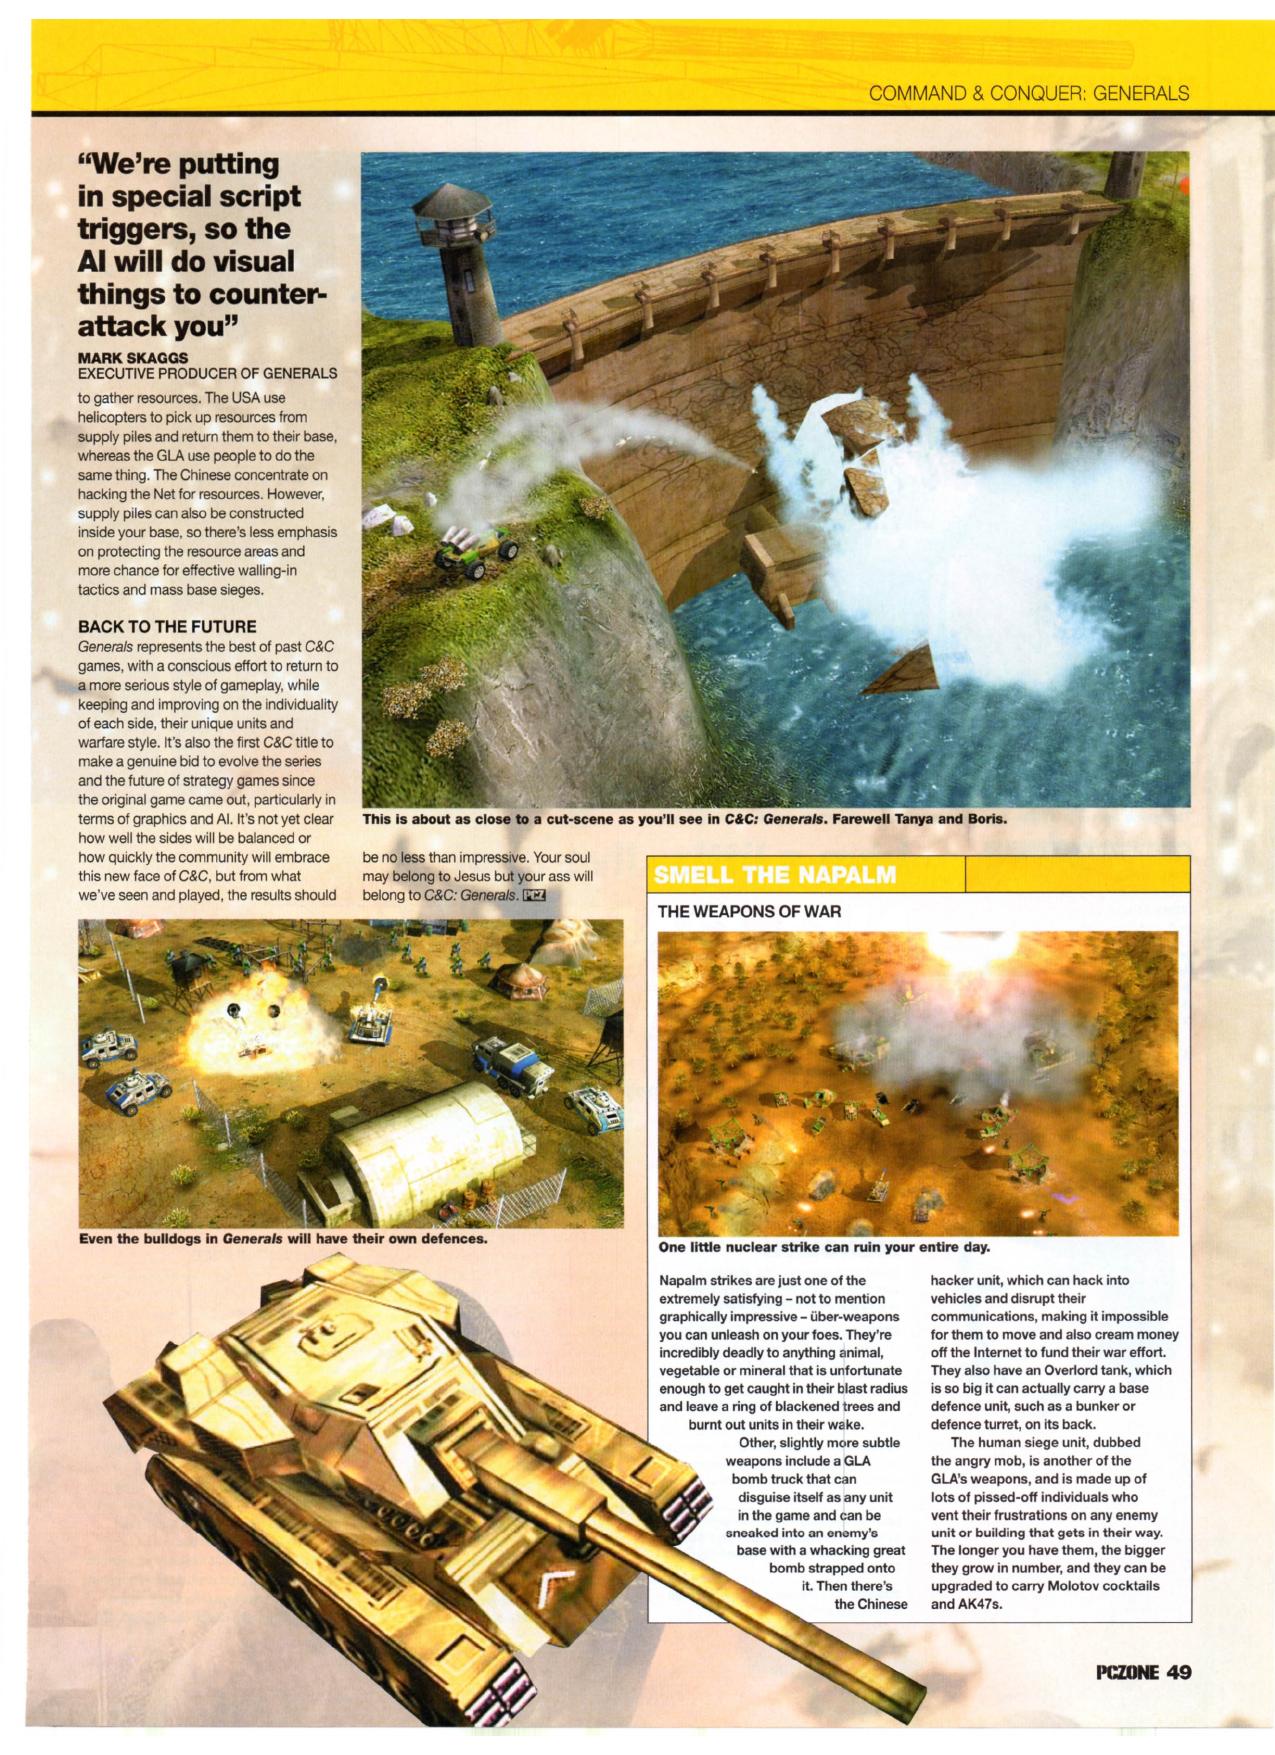 COMMAND & CONQUER: GENERALS
“We’re putting
in special script
triggers, so the
AI will do visual
things to counter-
attack you”
MARK SKAGGS
EXECUTIVE PRODUCER OF GENERALS
to gather resources. The USA use
helicopters to pick up resources from
supply piles and return them to their base,
whereas the GLA use people to do the
same thing. The Chinese concentrate on
hacking the Net for resources. However,
supply piles can also be constructed
inside your base, so there’s less emphasis
on protecting the resource areas and
more chance for effective walling-in
tactics and mass base sieges.
BACK TO THE FUTURE
Generals represents the best of past C&C
games, with a conscious effort to return to
a more serious style of gameplay, while
keeping and improving on the individuality
of each side, their unique units and
warfare style. It’s also the first C&C title to
make a genuine bid to evolve the series
and the future of strategy games since
the original game came out, particularly in
terms of graphics and AI. It’s not yet clear
how well the sides will be balanced or
how quickly the community will embrace
this new face of C&C, but from what
we’ve seen and played, the results should
This is about as close to a cut-scene as you’ll see in C&C: Generals. Farewell Tanya and Boris.
be no less than impressive. Your soul
may belong to Jesus but your ass will
belong to C&C: Generals. PCZ
Even the bulldogs in Generals will have their own defences.
SMELL THE NAPALM
THE WEAPONS OF WAR
One little nuclear strike can ruin your entire day.
Napalm strikes are just one of the
extremely satisfying – not to mention
graphically impressive – über-weapons
you can unleash on your foes. They’re
incredibly deadly to anything animal,
vegetable or mineral that is unfortunate
enough to get caught in their blast radius
and leave a ring of blackened trees and
burnt out units in their wake.
Other, slightly more subtle
weapons include a GLA
bomb truck that can
disguise itself as any unit
in the game and can be
sneaked into an enemy’s
base with a whacking great
bomb strapped onto
it. Then there’s
the Chinese
hacker unit, which can hack into
vehicles and disrupt their
communications, making it impossible
for them to move and also cream money
off the Internet to fund their war effort.
They also have an Overlord tank, which
is so big it can actually carry a base
defence unit, such as a bunker or
defence turret, on its back.
The human siege unit, dubbed
the angry mob, is another of the
GLA’s weapons, and is made up of
lots of pissed-off individuals who
vent their frustrations on any enemy
unit or building that gets in their way.
The longer you have them, the bigger
they grow in number, and they can be
upgraded to carry Molotov cocktails
and AK47s.
PCZONE 49